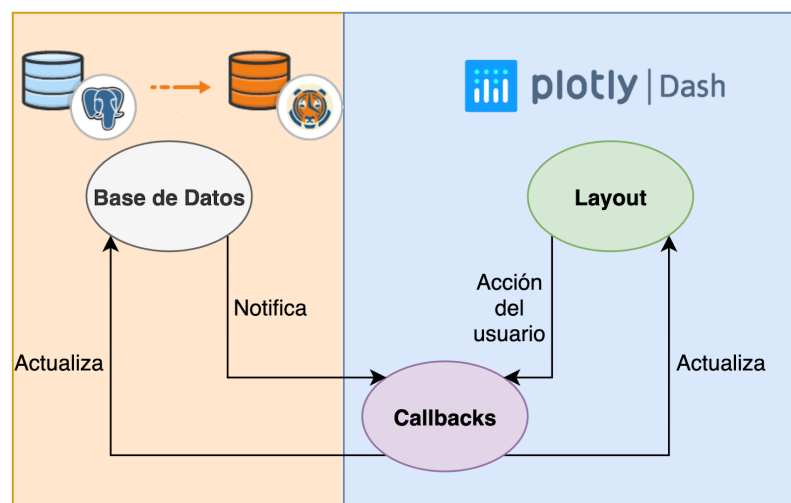 plotly | Dash
Base de Datos
Layout
Notifica
Acción
del
usuario
Actualiza
Actualiza
Callbacks